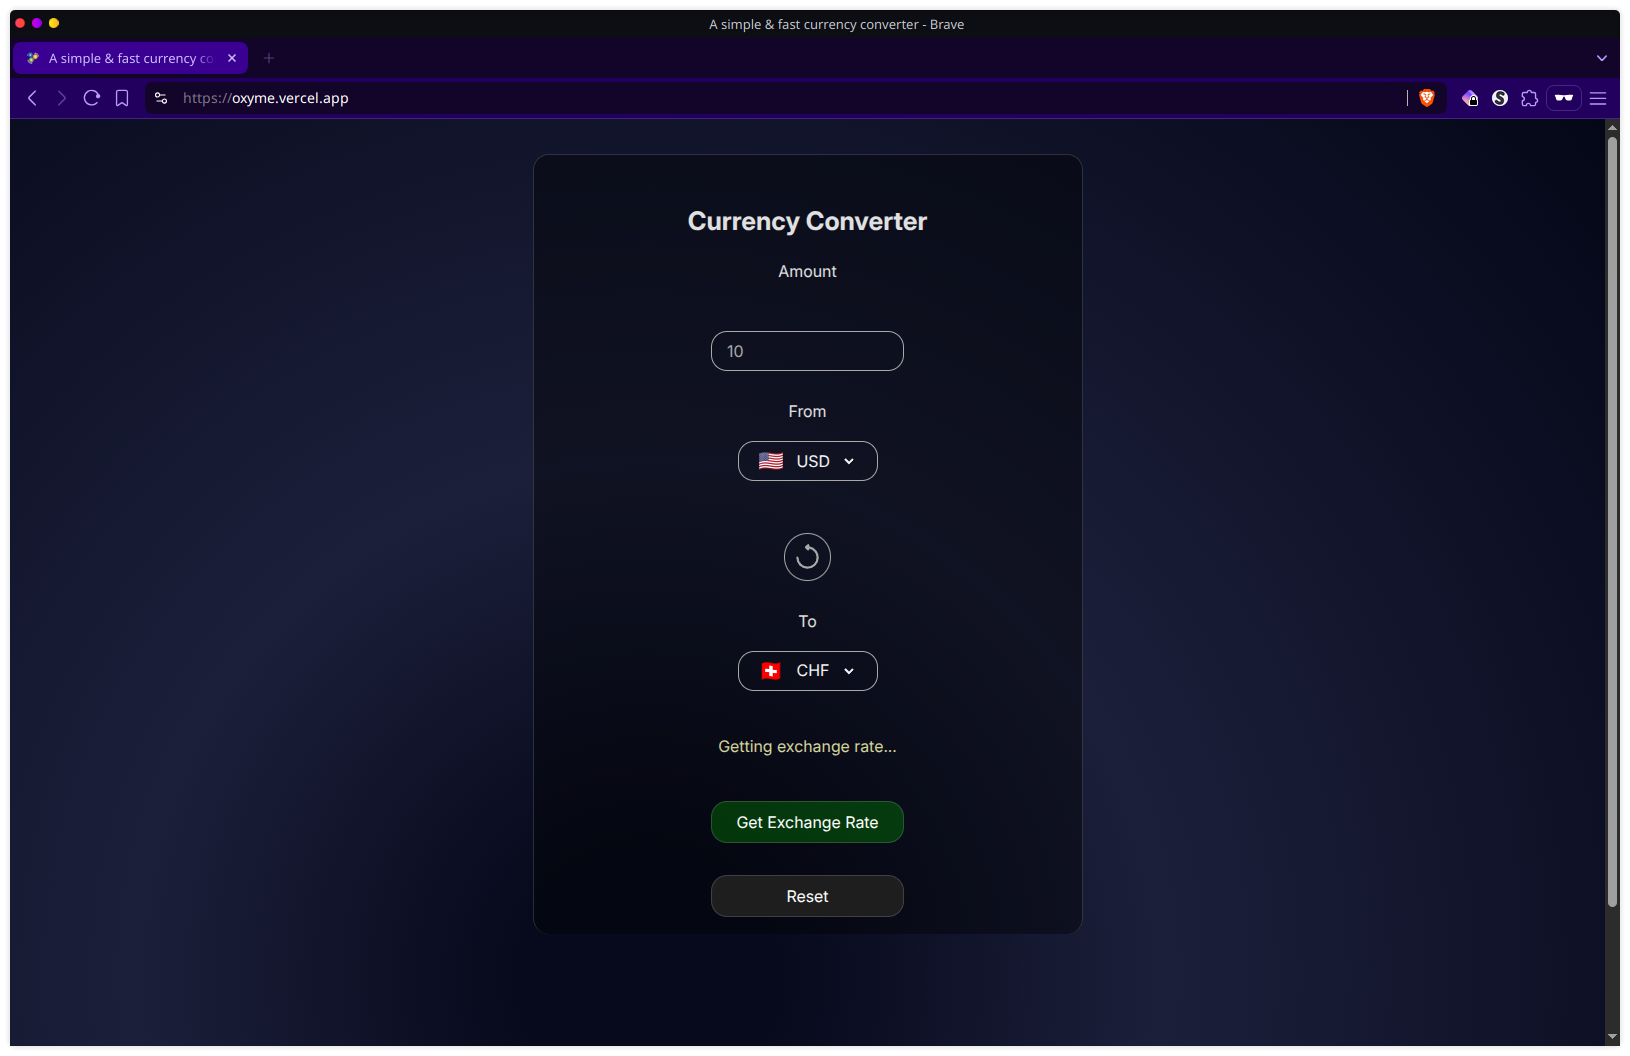 A simple & fast currency converter - Brave
A simple & fast currency co
https://oxyme.vercel.app
Currency Converter
Amount
10
From
USD
To
CHF
Getting exchange rate...
Get Exchange Rate
Reset